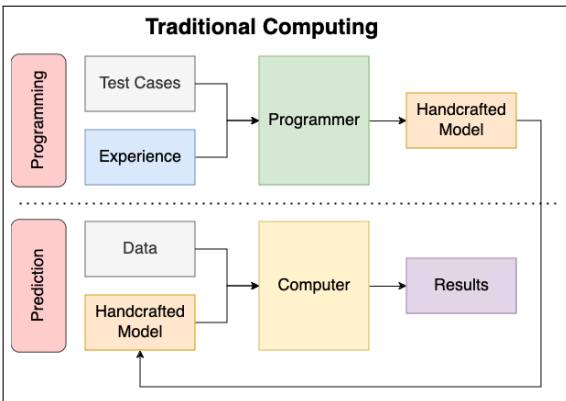 Traditional Computing
Programming
Test Cases
Experience
Programmer
Handcrafted
Model
Prediction
Data
Handcrafted
Model
Computer
Results